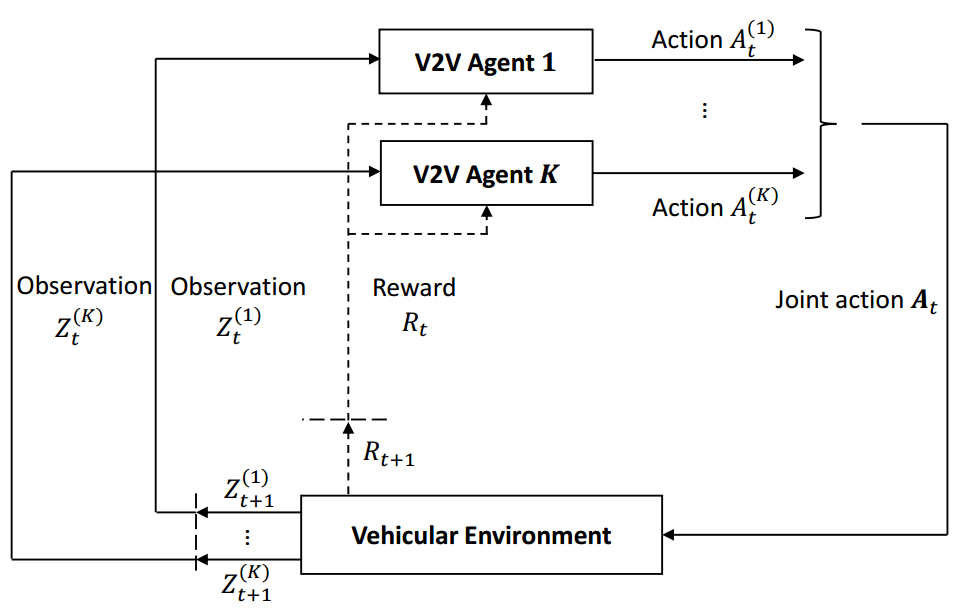 Action $A_t^{(1)}$
V2V Agent 1
⋮
V2V Agent $K$
Action $A_t^{(K)}$
Observation
$Z_t^{(K)}$
Observation
$Z_t^{(1)}$
Reward
$R_t$
Joint action $\boldsymbol{A}_t$
$R_{t+1}$
$Z_{t+1}^{(1)}$
⋮
Vehicular Environment
$Z_{t+1}^{(K)}$